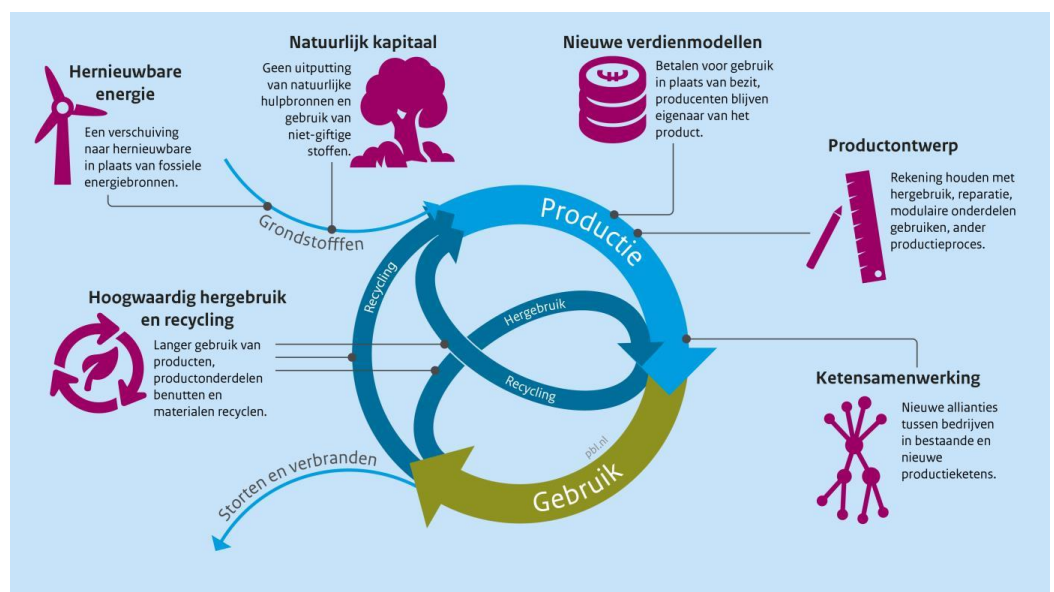 Natuurlijk kapitaal
Geen uitputting
van natuurlijke
hulpbronnen en
gebruik van
niet-giftige
stoffen.
Nieuwe verdienmodellen
Betalen voor gebruik
in plaats van bezit,
producenten blijven
eigenaar van het
product.
Hernieuwbare
energie
Een verschuiving
naar hernieuwbare
in plaats van fossiele
energiebronnen.
Productontwerp
Rekening houden met
hergebruik, reparatie,
modulaire onderdelen
gebruiken, ander
productieproces.
Grondstofffen
Productie
Recycling
Hergebruik
Recycling
Hoogwaardig hergebruik
en recycling
Langer gebruik van
producten,
productonderdelen
benutten en
materialen recyclen.
Ketensamenwerking
Nieuwe allianties
tussen bedrijven
in bestaande en
nieuwe
productieketens.
pbl.nl
Gebruik
Storten en verbranden